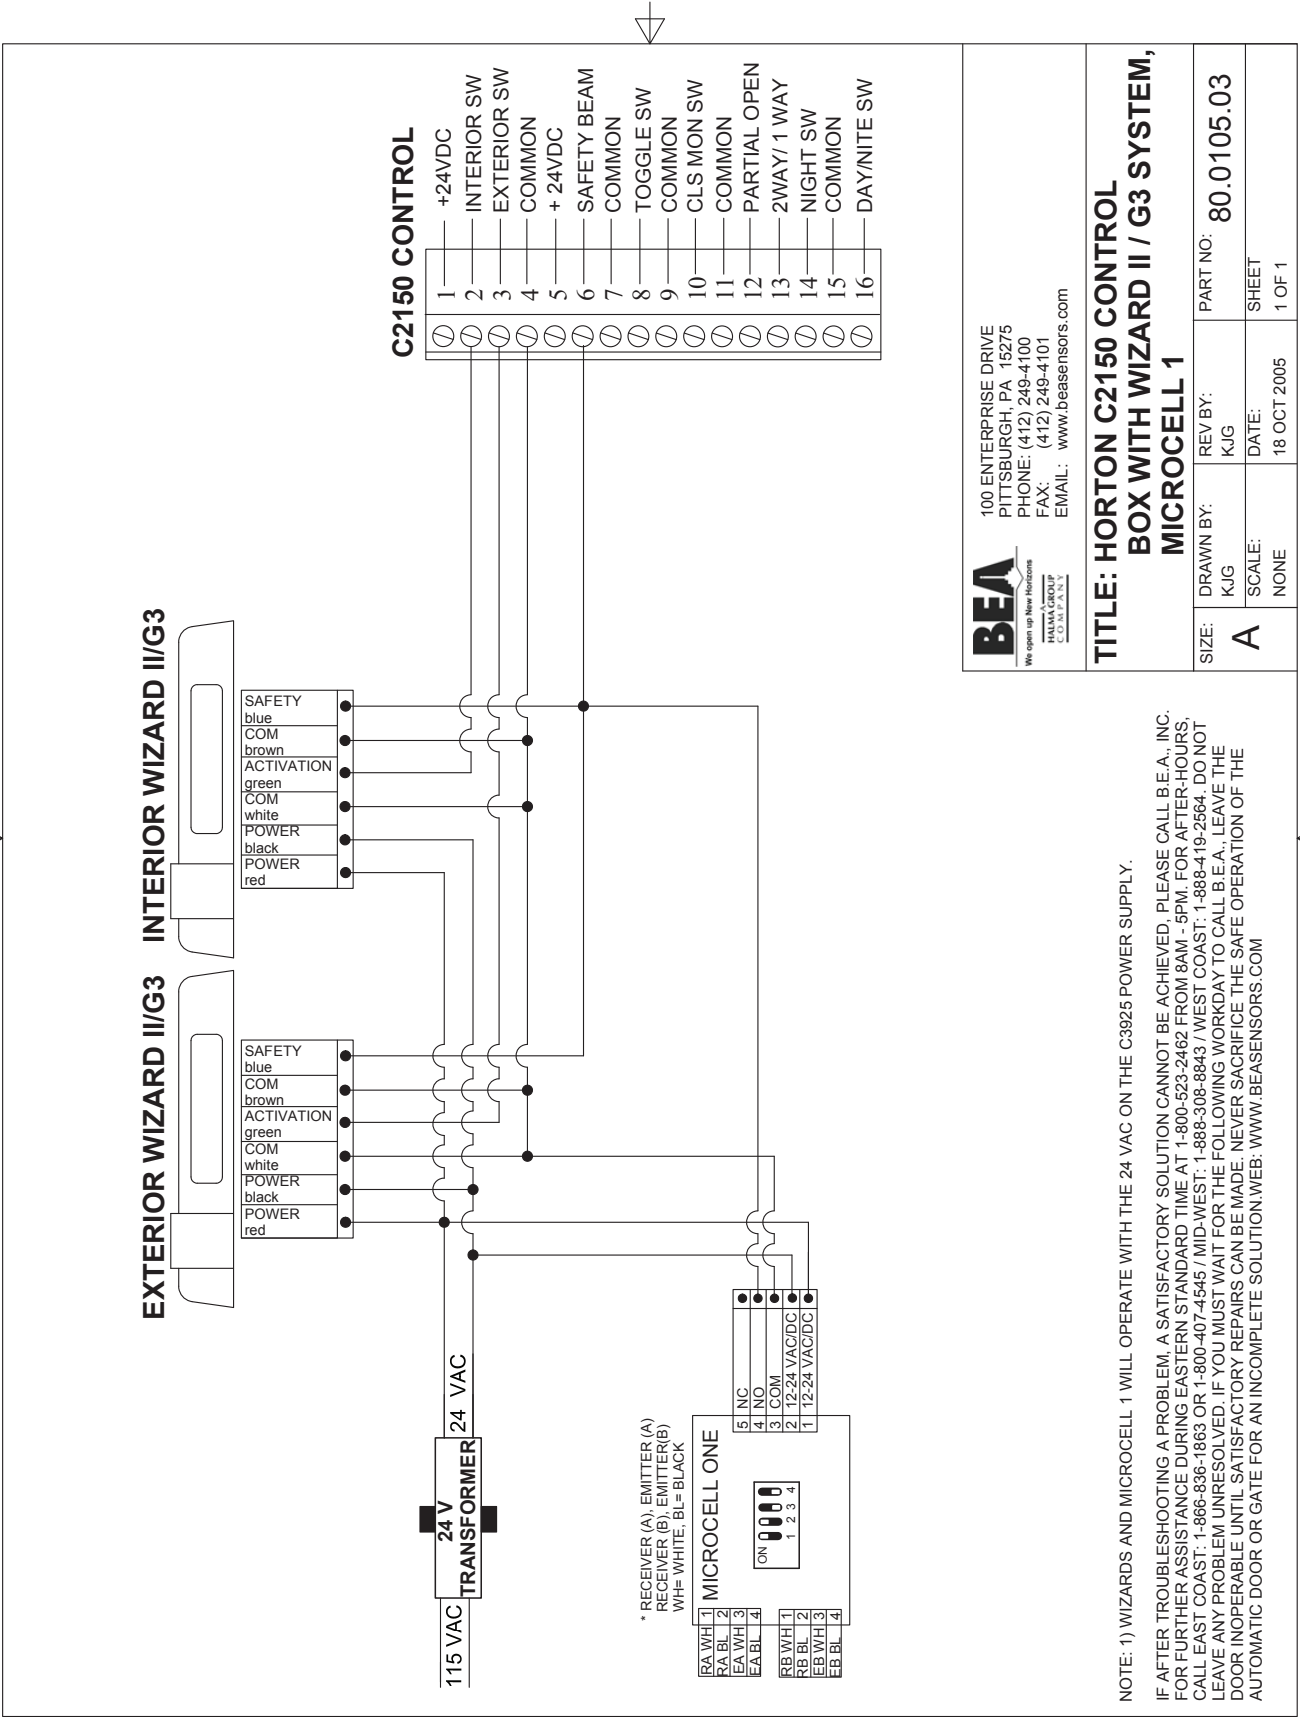 EXTERIOR WIZARD II/G3
INTERIOR WIZARD II/G3
SAFETY
blue
COM
brown
ACTIVATION
green
COM
white
POWER
black
POWER
red
SAFETY
blue
COM
brown
ACTIVATION
green
COM
white
POWER
black
POWER
red
C2150 CONTROL
1 +24VDC
2 INTERIOR SW
3 EXTERIOR SW
4 COMMON
5 + 24VDC
6 SAFETY BEAM
7 COMMON
8 TOGGLE SW
9 COMMON
10 CLS MON SW
11 COMMON
12 PARTIAL OPEN
13 2WAY/ 1 WAY
14 NIGHT SW
15 COMMON
16 DAY/NITE SW
115 VAC
24 V
TRANSFORMER
24 VAC
* RECEIVER (A), EMITTER (A)
RECEIVER (B), EMITTER(B)
WH= WHITE, BL= BLACK
MICROCELL ONE
5 NC
4 NO
3 COM
2 12-24 VAC/DC
1 12-24 VAC/DC
ON
1 2 3 4
RA WH 1
RA BL 2
EA WH 3
EA BL 4
RB WH 1
RB BL 2
EB WH 3
EB BL 4
NOTE: 1) WIZARDS AND MICROCELL 1 WILL OPERATE WITH THE 24 VAC ON THE C3925 POWER SUPPLY.
IF AFTER TROUBLESHOOTING A PROBLEM, A SATISFACTORY SOLUTION CANNOT BE ACHIEVED, PLEASE CALL B.E.A., INC.
FOR FURTHER ASSISTANCE DURING EASTERN STANDARD TIME AT 1-800-523-2462 FROM 8AM - 5PM. FOR AFTER-HOURS,
CALL EAST COAST: 1-866-836-1863 OR 1-800-407-4545 / MID-WEST: 1-888-308-8843 / WEST COAST: 1-888-419-2564. DO NOT
LEAVE ANY PROBLEM UNRESOLVED. IF YOU MUST WAIT FOR THE FOLLOWING WORKDAY TO CALL B.E.A., LEAVE THE
DOOR INOPERABLE UNTIL SATISFACTORY REPAIRS CAN BE MADE. NEVER SACRIFICE THE SAFE OPERATION OF THE
AUTOMATIC DOOR OR GATE FOR AN INCOMPLETE SOLUTION.WEB: WWW.BEASENSORS.COM
BEA
We open up New Horizons
A
HALMA GROUP
COMPANY
100 ENTERPRISE DRIVE
PITTSBURGH, PA 15275
PHONE: (412) 249-4100
FAX: (412) 249-4101
EMAIL: www.beasensors.com
TITLE: HORTON C2150 CONTROL
BOX WITH WIZARD II / G3 SYSTEM,
MICROCELL 1
SIZE:
A
DRAWN BY:
KJG
REV BY:
KJG
PART NO:
80.0105.03
SCALE:
NONE
DATE:
18 OCT 2005
SHEET
1 OF 1